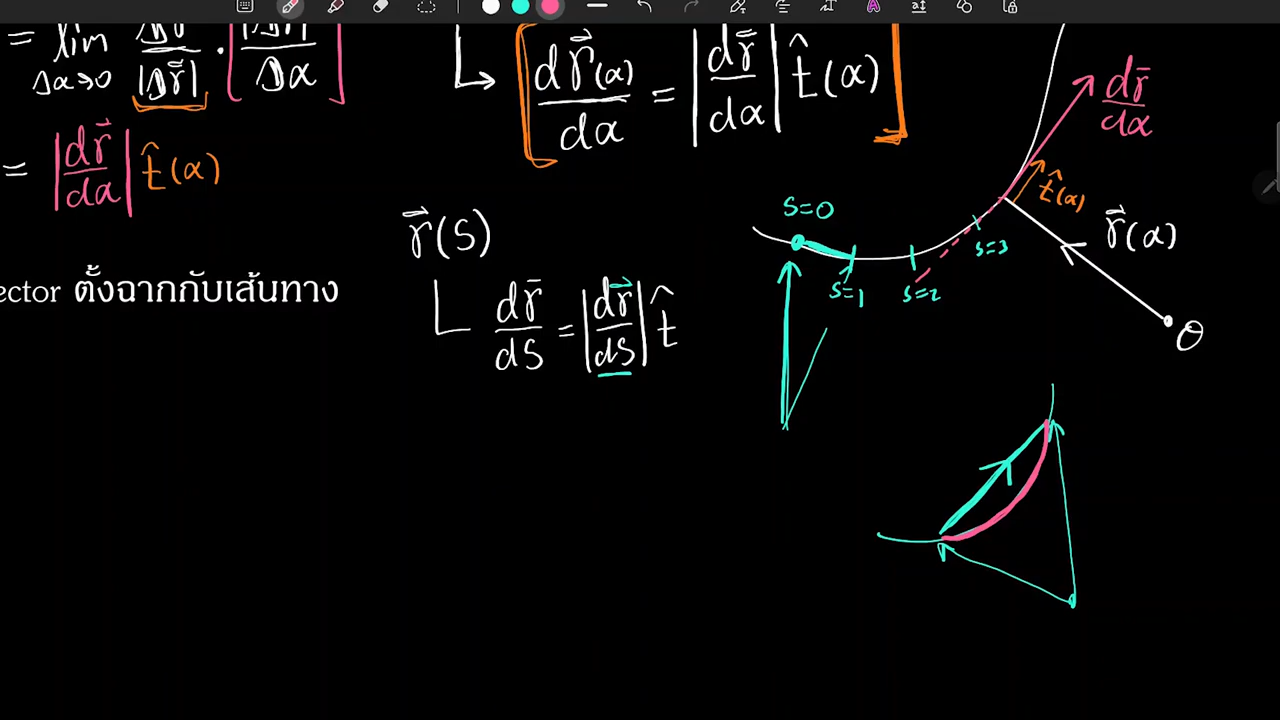 = lim Δα→0 Δr⃗/|Δr⃗| · [|Δr⃗|/Δα]
= |dr⃗/dα| t̂(α)
ector ตั้งฉากกับเส้นทาง
[dr⃗(α)/dα = |dr̄/dα| t̂(α)]
r⃗(S)
dr̄/dS = |dr⃗/dS| t̂
dr̄/dα
t̂(α)
r⃗(α)
O
S=0
S=1
S=2
S=3